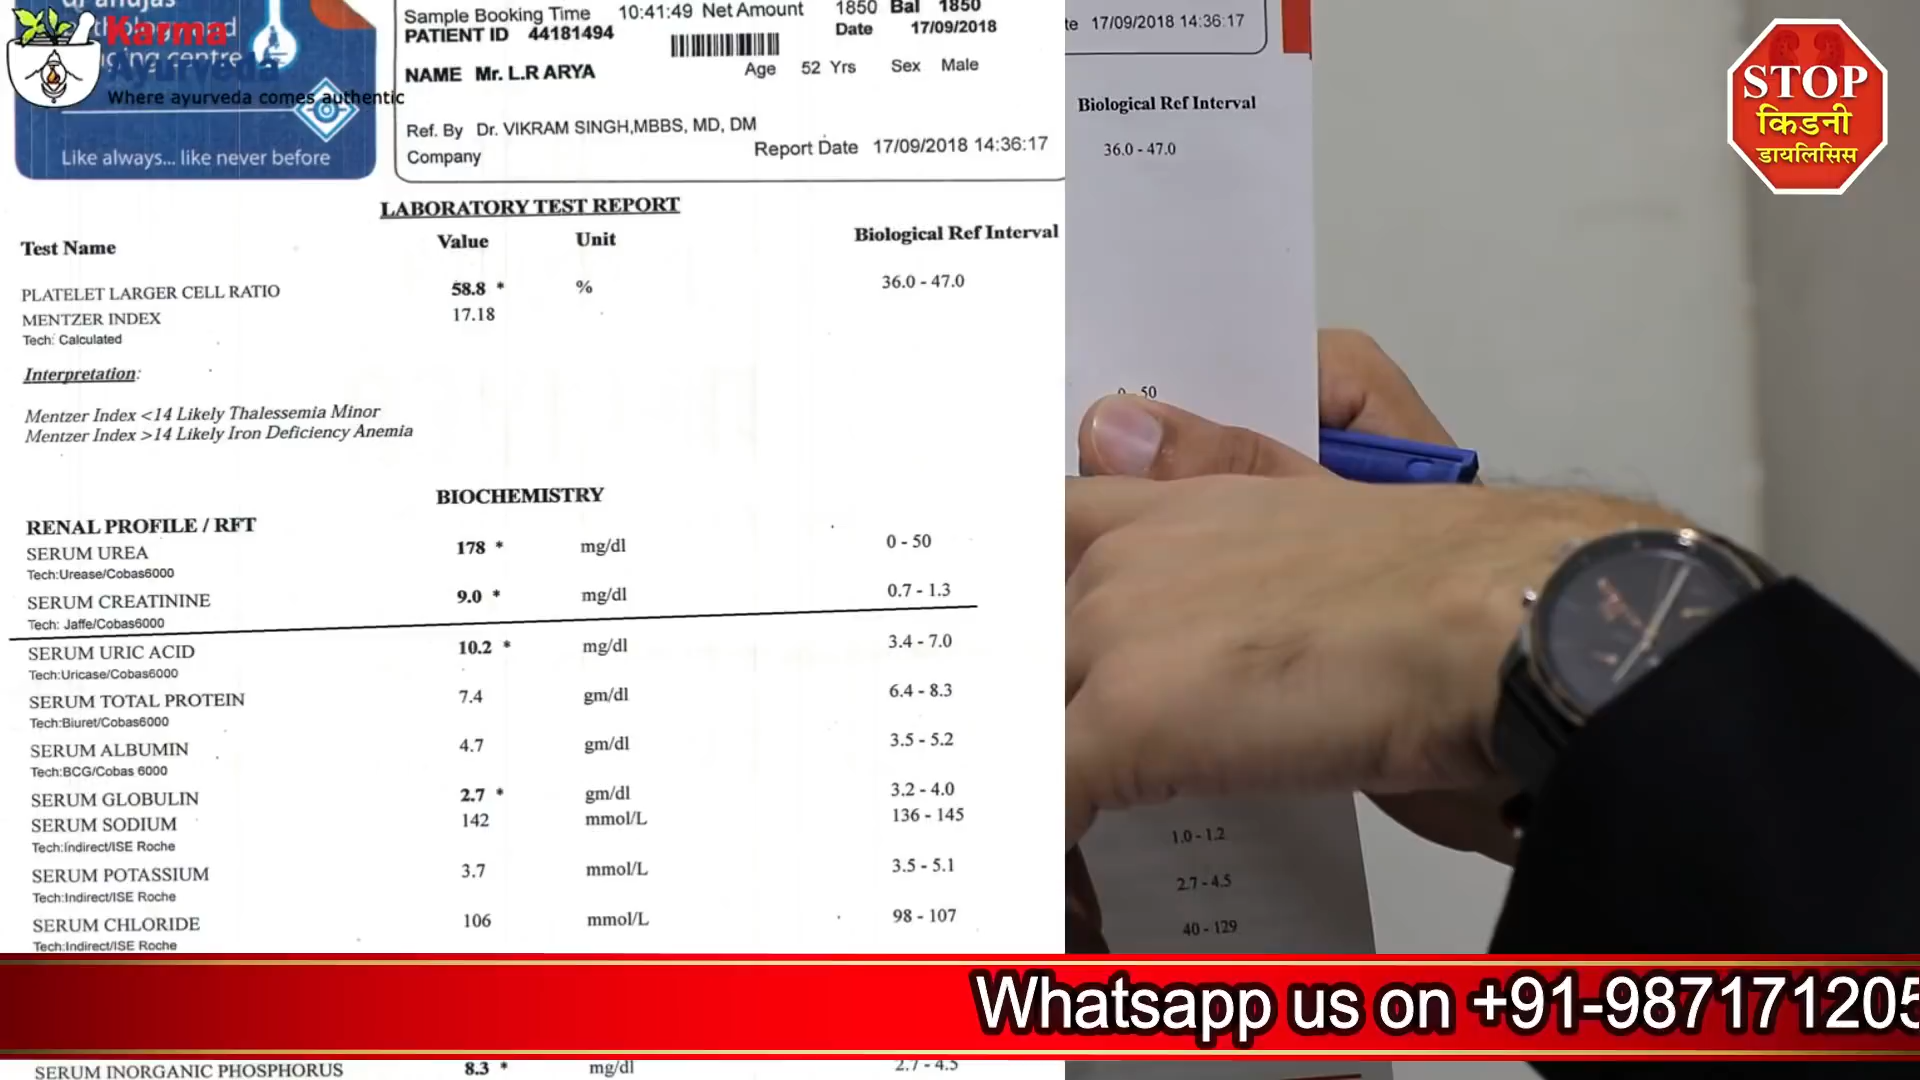 Karma
Ayurveda
Where ayurveda comes authentic
Like always... like never before
Sample Booking Time 10:41:49 Net Amount 1850 Bal 1850
PATIENT ID 44181494 Date 17/09/2018
NAME Mr. L.R ARYA Age 52 Yrs Sex Male
Ref. By Dr. VIKRAM SINGH,MBBS, MD, DM
Company Report Date 17/09/2018 14:36:17
LABORATORY TEST REPORT
Test Name Value Unit Biological Ref Interval
PLATELET LARGER CELL RATIO 58.8 * % 36.0 - 47.0
MENTZER INDEX 17.18
Tech: Calculated
Interpretation:
Mentzer Index <14 Likely Thalessemia Minor
Mentzer Index >14 Likely Iron Deficiency Anemia
BIOCHEMISTRY
RENAL PROFILE / RFT
SERUM UREA 178 * mg/dl 0 - 50
Tech:Urease/Cobas6000
SERUM CREATININE 9.0 * mg/dl 0.7 - 1.3
Tech: Jaffe/Cobas6000
SERUM URIC ACID 10.2 * mg/dl 3.4 - 7.0
Tech:Uricase/Cobas6000
SERUM TOTAL PROTEIN 7.4 gm/dl 6.4 - 8.3
Tech:Biuret/Cobas6000
SERUM ALBUMIN 4.7 gm/dl 3.5 - 5.2
Tech:BCG/Cobas 6000
SERUM GLOBULIN 2.7 * gm/dl 3.2 - 4.0
SERUM SODIUM 142 mmol/L 136 - 145
Tech:Indirect/ISE Roche
SERUM POTASSIUM 3.7 mmol/L 3.5 - 5.1
Tech:Indirect/ISE Roche
SERUM CHLORIDE 106 mmol/L 98 - 107
Tech:Indirect/ISE Roche
SERUM INORGANIC PHOSPHORUS 8.3 * mg/dl 2.7 - 4.5
17/09/2018 14:36:17
Biological Ref Interval
36.0 - 47.0
0 - 50
1.0 - 1.2
2.7 - 4.5
40 - 129
STOP
किडनी
डायलिसिस
Whatsapp us on +91-987171205